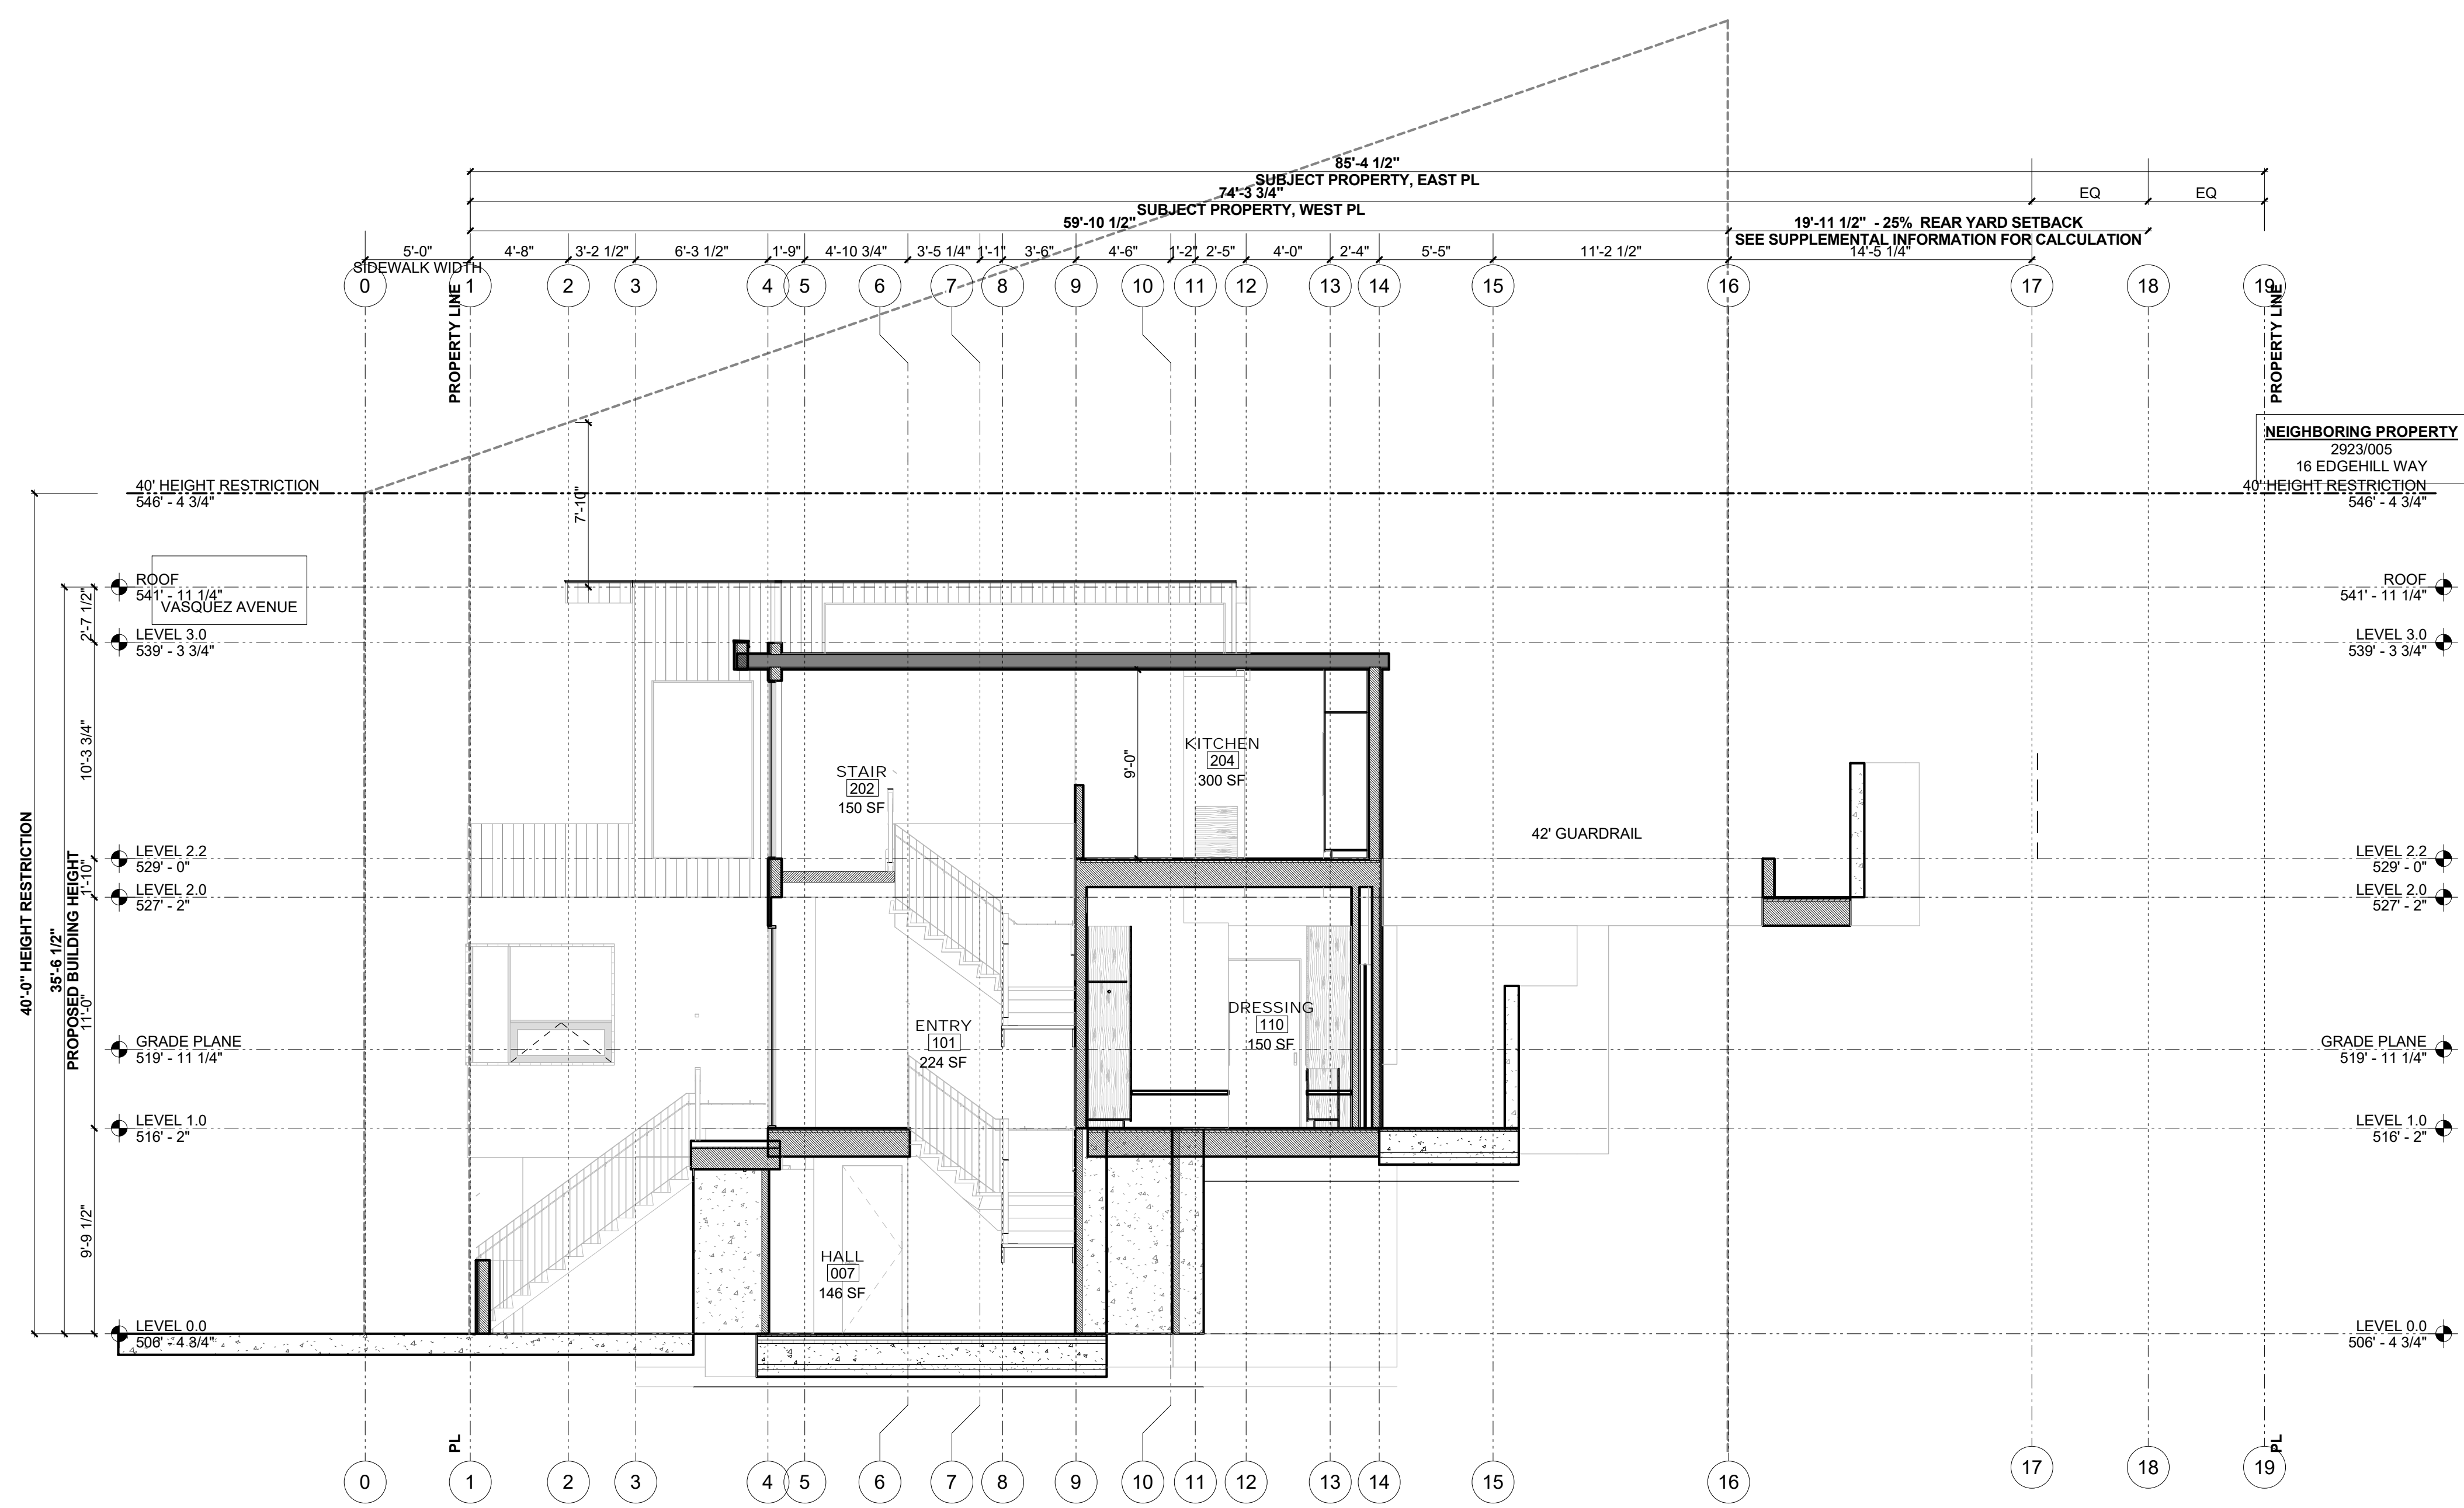 85'-4 1/2"
SUBJECT PROPERTY, EAST PL
74'-3 3/4"
EQ
EQ
SUBJECT PROPERTY, WEST PL
59'-10 1/2"
19'-11 1/2" - 25% REAR YARD SETBACK
SEE SUPPLEMENTAL INFORMATION FOR CALCULATION
5'-0"
4'-8"
3'-2 1/2"
6'-3 1/2"
1'-9"
4'-10 3/4"
3'-5 1/4"
1'-1"
3'-6"
4'-6"
1'-2"
2'-5"
4'-0"
2'-4"
5'-5"
11'-2 1/2"
14'-5 1/4"
SIDEWALK WIDTH
0
1
2
3
4
5
6
7
8
9
10
11
12
13
14
15
16
17
18
19
PROPERTY LINE
PROPERTY LINE
NEIGHBORING PROPERTY
2923/005
16 EDGEHILL WAY
40' HEIGHT RESTRICTION
546' - 4 3/4"
40' HEIGHT RESTRICTION
546' - 4 3/4"
7'-10"
ROOF
541' - 11 1/4"
VASQUEZ AVENUE
ROOF
541' - 11 1/4"
2'-7 1/2"
LEVEL 3.0
539' - 3 3/4"
LEVEL 3.0
539' - 3 3/4"
10'-3 3/4"
9'-0"
KITCHEN
204
300 SF
STAIR
202
150 SF
42' GUARDRAIL
40'-0" HEIGHT RESTRICTION
35'-6 1/2"
PROPOSED BUILDING HEIGHT
LEVEL 2.2
529' - 0"
LEVEL 2.2
529' - 0"
1'-10"
LEVEL 2.0
527' - 2"
LEVEL 2.0
527' - 2"
11'-0"
DRESSING
110
150 SF
ENTRY
101
224 SF
GRADE PLANE
519' - 11 1/4"
GRADE PLANE
519' - 11 1/4"
LEVEL 1.0
516' - 2"
LEVEL 1.0
516' - 2"
9'-9 1/2"
HALL
007
146 SF
LEVEL 0.0
506' - 4 3/4"
LEVEL 0.0
506' - 4 3/4"
PL
PL
0
1
2
3
4
5
6
7
8
9
10
11
12
13
14
15
16
17
18
19